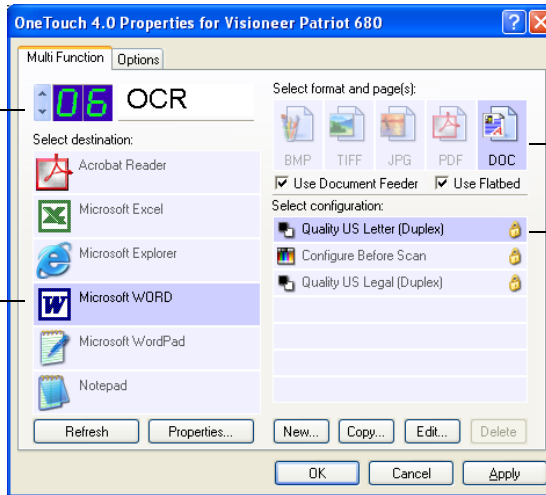 OneTouch 4.0 Properties for Visioneer Patriot 680
Multi Function
Options
06 OCR
Select destination:
Acrobat Reader
Microsoft Excel
Microsoft Explorer
Microsoft WORD
Microsoft WordPad
Notepad
Refresh
Properties...
Select format and page(s):
BMP TIFF JPG PDF DOC
Use Document Feeder
Use Flatbed
Select configuration:
Quality US Letter (Duplex)
Configure Before Scan
Quality US Legal (Duplex)
New...
Copy...
Edit...
Delete
OK
Cancel
Apply